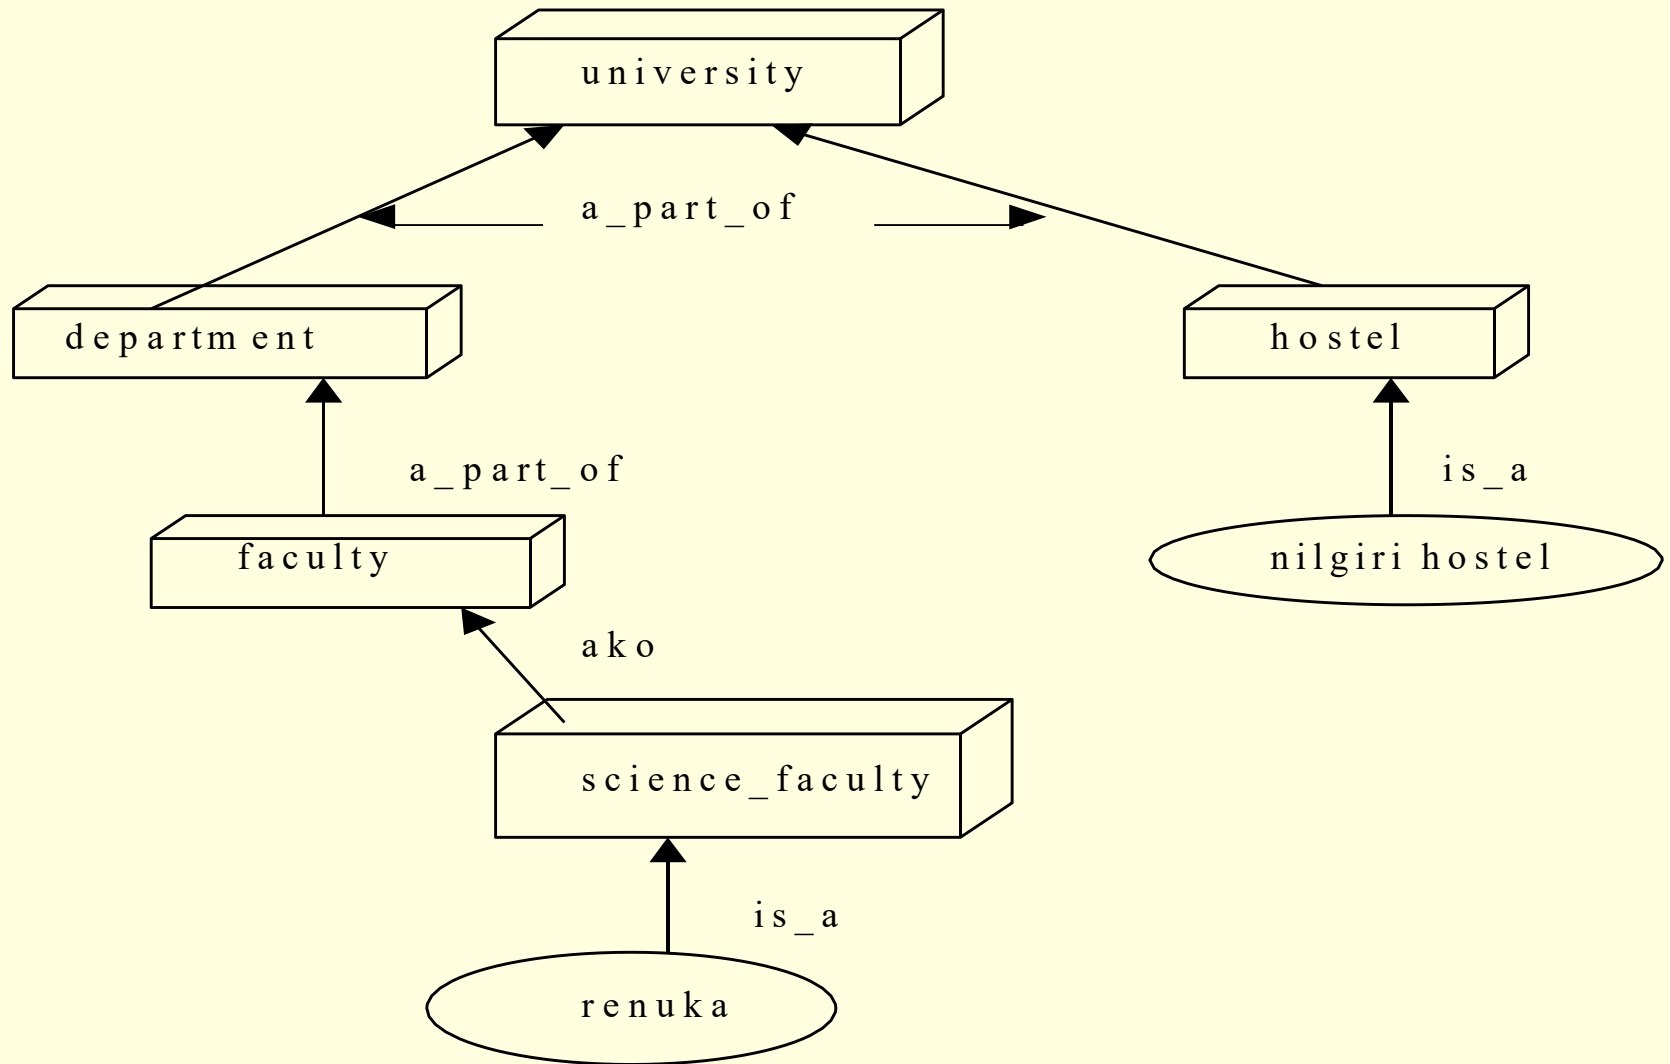 university
a_part_of
department
hostel
a_part_of
is_a
faculty
nilgiri hostel
ako
science_faculty
is_a
renuka